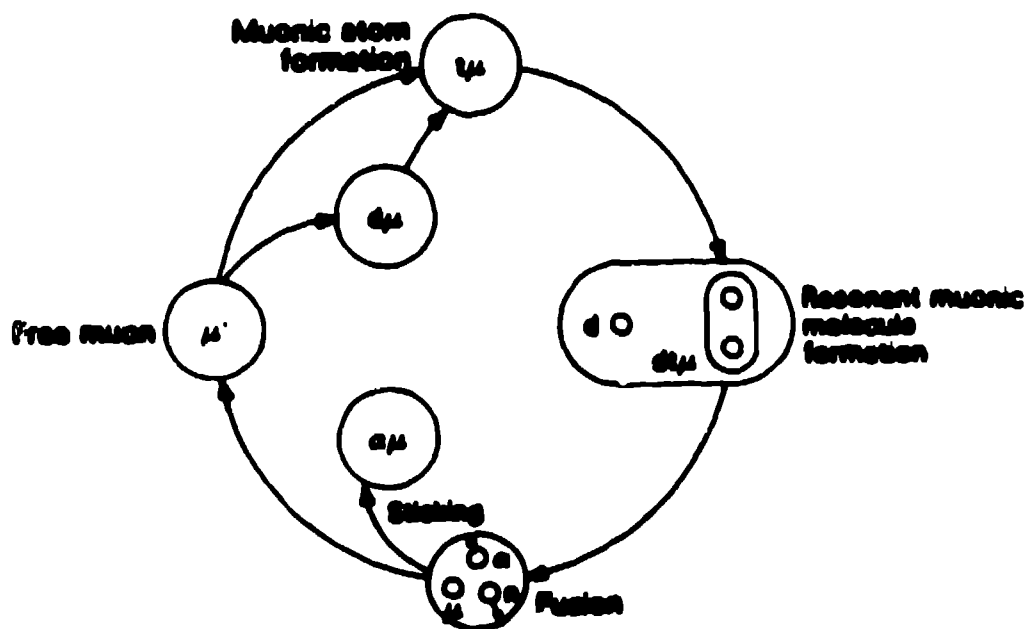 Muonic atom
formation
tμ
dμ
Free muon
μ-
d
dtμ
Resonant muonic
molecule
formation
αμ
Sticking
α
μ
n
Fusion